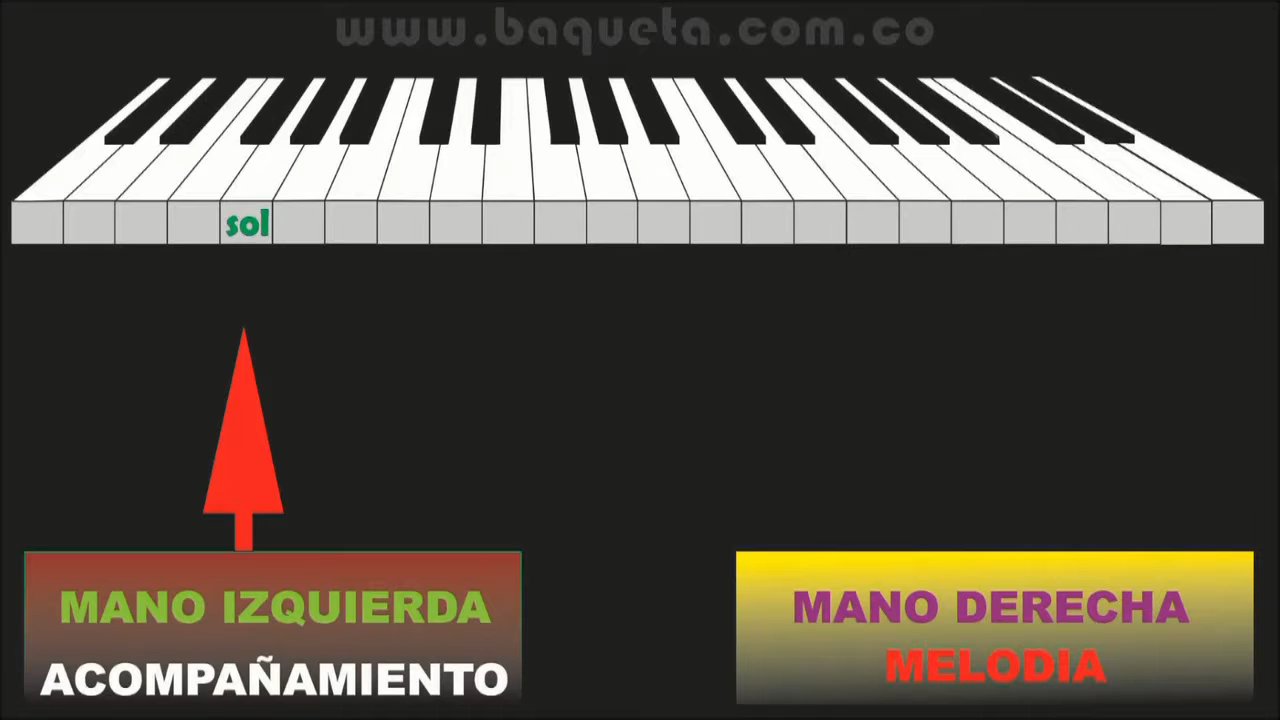 www.baqueta.com.co
sol
MANO IZQUIERDA
ACOMPAÑAMIENTO
MANO DERECHA
MELODIA